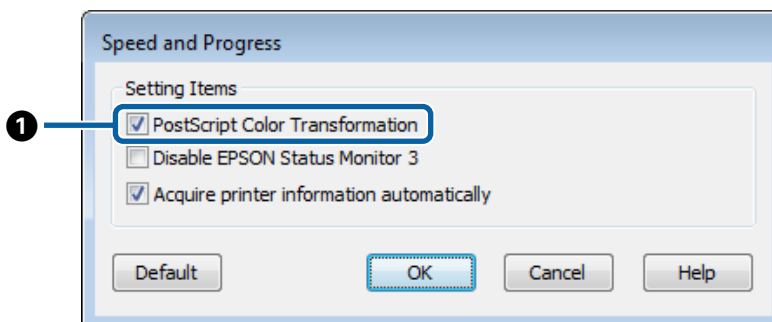 Speed and Progress
Setting Items
1
PostScript Color Transformation
Disable EPSON Status Monitor 3
Acquire printer information automatically
Default OK Cancel Help